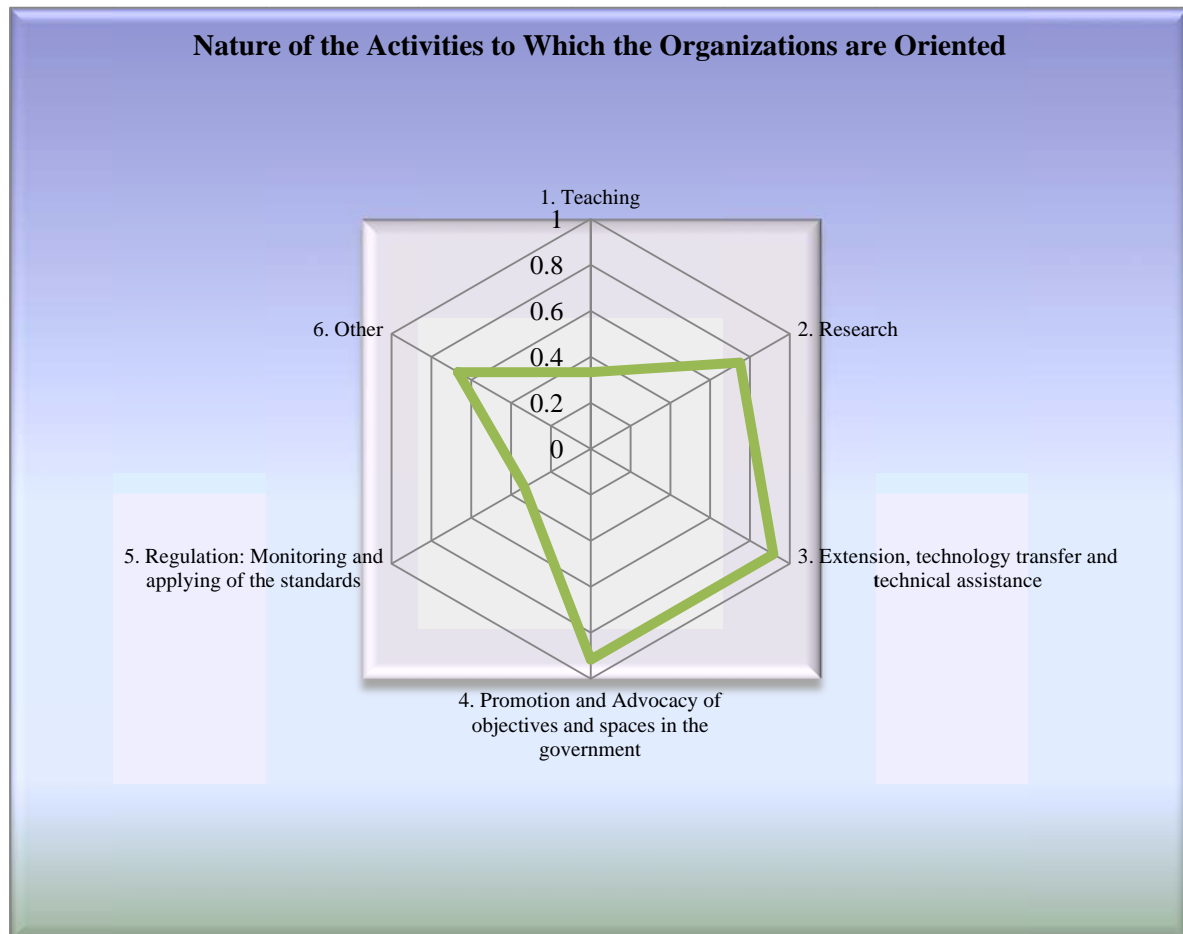 Nature of the Activities to Which the Organizations are Oriented
1. Teaching
1
0.8
0.6
0.4
0.2
0
2. Research
3. Extension, technology transfer and
technical assistance
4. Promotion and Advocacy of
objectives and spaces in the
government
5. Regulation: Monitoring and
applying of the standards
6. Other